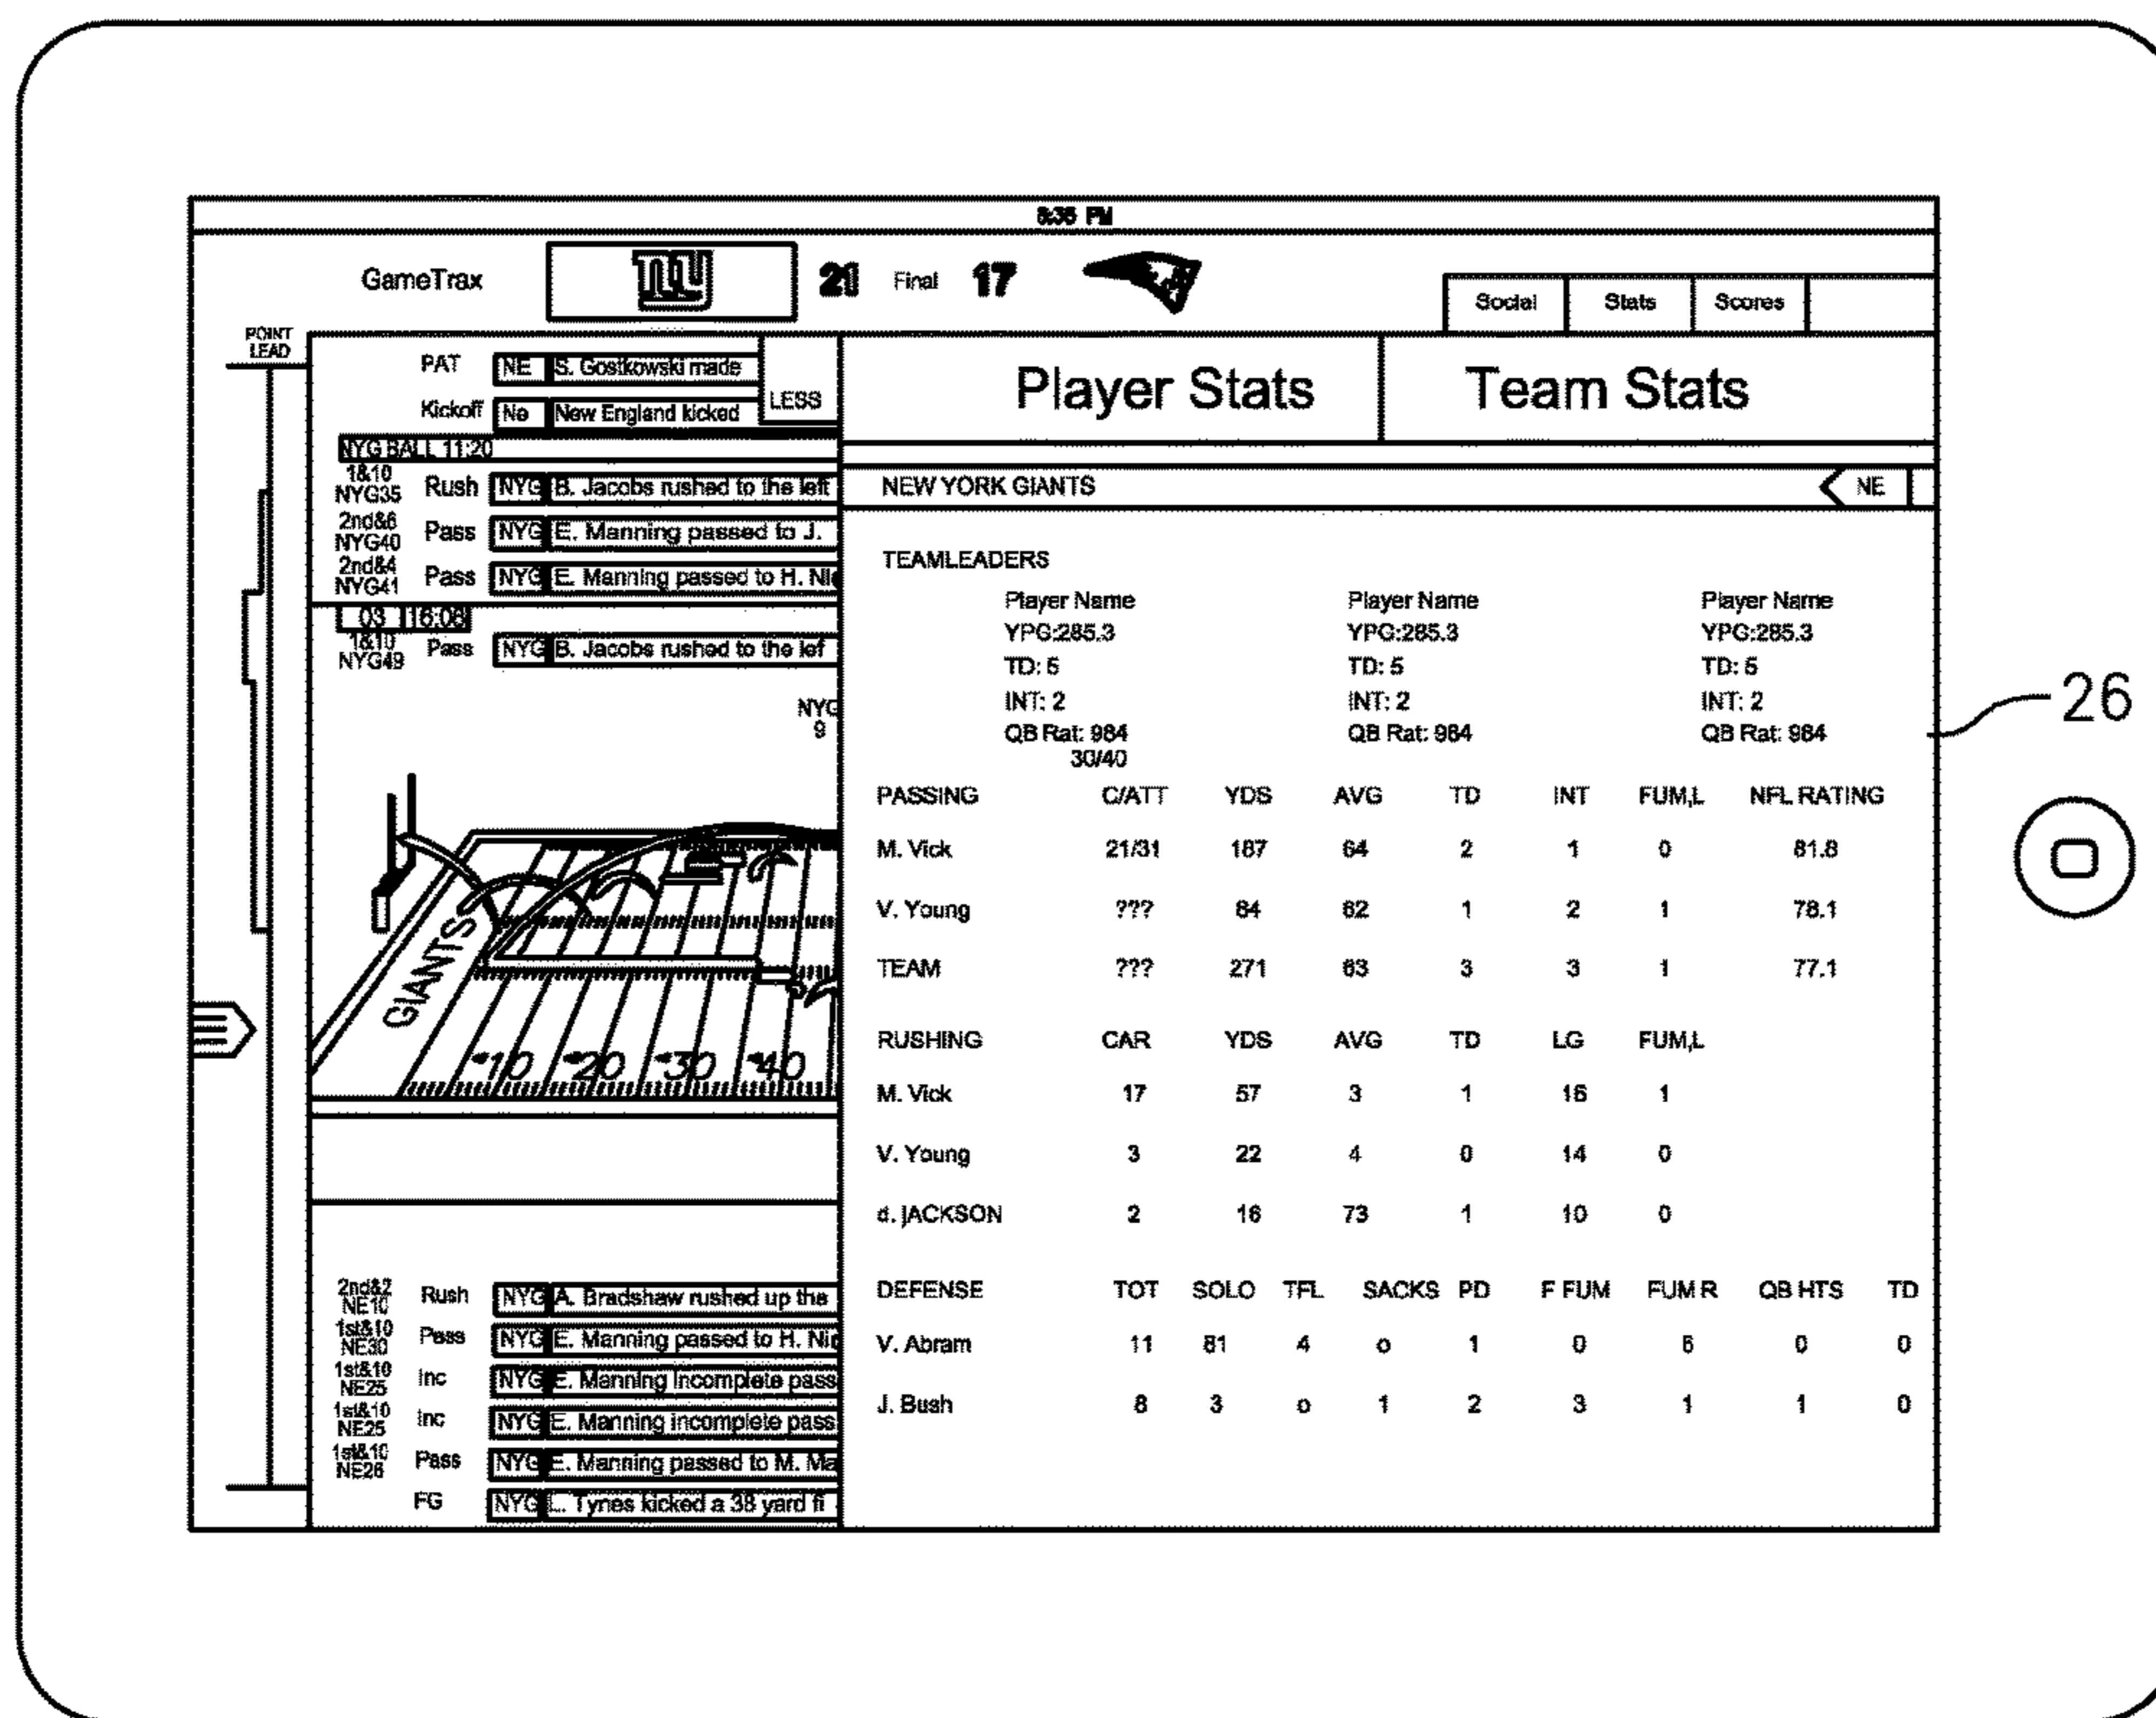 8:35 PM
GameTrax NY 21 Final 17
Social Stats Scores
POINT
LEAD
PAT NE S. Gostkowski made
Kickoff Ne New England kicked
LESS
NYG BALL 11:20
1&10
NYG35 Rush NYG B. Jacobs rushed to the left
2nd&6
NYG40 Pass NYG E. Manning passed to J.
2nd&4
NYG41 Pass NYG E. Manning passed to H. Nic
03 16:06
1&10
NYG49 Pass NYG B. Jacobs rushed to the lef
NYG
9
GIANTS
10 20 30 40
2nd&2
NE10 Rush NYG A. Bradshaw rushed up the
1st&10
NE30 Pass NYG E. Manning passed to H. Nic
1st&10
NE25 Inc NYG E. Manning incomplete pass
1st&10
NE25 Inc NYG E. Manning incomplete pass
1st&10
NE26 Pass NYG E. Manning passed to M. Ma
FG NYG L. Tynes kicked a 38 yard fi
Player Stats Team Stats
NEW YORK GIANTS NE
TEAMLEADERS
Player Name Player Name Player Name
YPG:285.3 YPG:285.3 YPG:285.3
TD: 5 TD: 5 TD: 5
INT: 2 INT: 2 INT: 2
QB Rat: 984 QB Rat: 984 QB Rat: 984
30/40
PASSING C/ATT YDS AVG TD INT FUM,L NFL RATING
M. Vick 21/31 187 64 2 1 0 81.8
V. Young ??? 84 62 1 2 1 78.1
TEAM ??? 271 63 3 3 1 77.1
RUSHING CAR YDS AVG TD LG FUM,L
M. Vick 17 57 3 1 16 1
V. Young 3 22 4 0 14 0
d. JACKSON 2 16 73 1 10 0
DEFENSE TOT SOLO TFL SACKS PD F FUM FUM R QB HTS TD
V. Abram 11 81 4 o 1 0 6 0 0
J. Bush 8 3 o 1 2 3 1 1 0
26